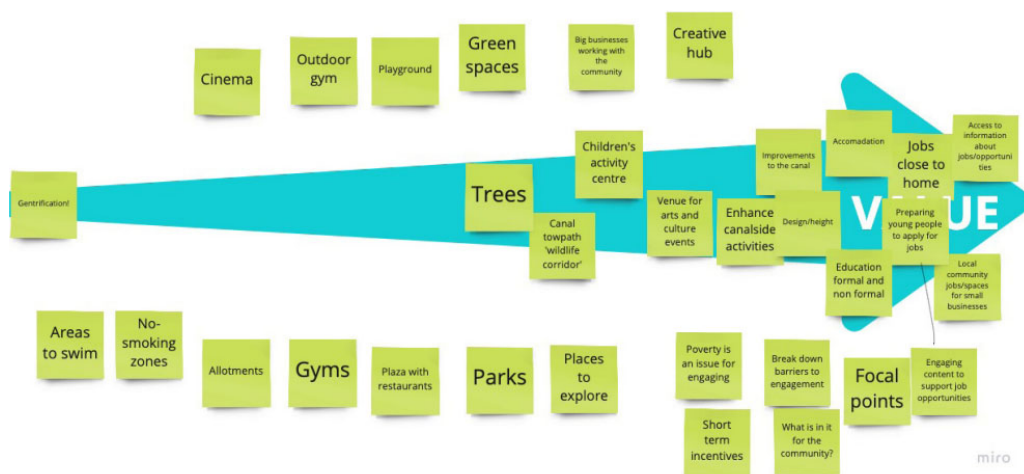 Cinema
Outdoor
gym
Playground
Green
spaces
Big businesses
working with
the
community
Creative
hub
Gentrification!
Trees
Canal
towpath
'wildlife
corridor'
Children's
activity
centre
Venue for
arts and
culture
events
Enhance
canalside
activities
Improvements
to the canal
Design/height
Accomadation
Jobs
close to
home
Access to
information
about
jobs/opportuni
ties
VALUE
Preparing
young people
to apply for
jobs
Education
formal and
non formal
Local
community
jobs/spaces
for small
businesses
Areas
to swim
No-
smoking
zones
Allotments
Gyms
Plaza with
restaurants
Parks
Places
to
explore
Poverty is
an issue for
engaging
Break down
barriers to
engagement
Focal
points
Engaging
content to
support job
opportunities
Short
term
incentives
What is in it
for the
community?
miro